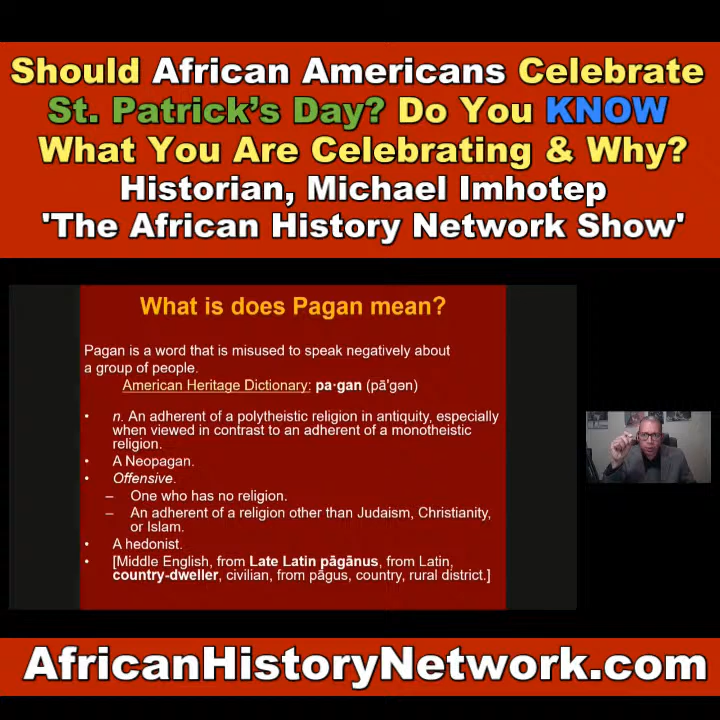 Should African Americans Celebrate
St. Patrick's Day? Do You KNOW
What You Are Celebrating & Why?
Historian, Michael Imhotep
'The African History Network Show'
What is does Pagan mean?
Pagan is a word that is misused to speak negatively about
a group of people.
American Heritage Dictionary: pa·gan (pā'gən)
• n. An adherent of a polytheistic religion in antiquity, especially
when viewed in contrast to an adherent of a monotheistic
religion.
• A Neopagan.
• Offensive.
– One who has no religion.
– An adherent of a religion other than Judaism, Christianity,
or Islam.
• A hedonist.
• [Middle English, from Late Latin pāgānus, from Latin,
country-dweller, civilian, from pāgus, country, rural district.]
AfricanHistoryNetwork.com